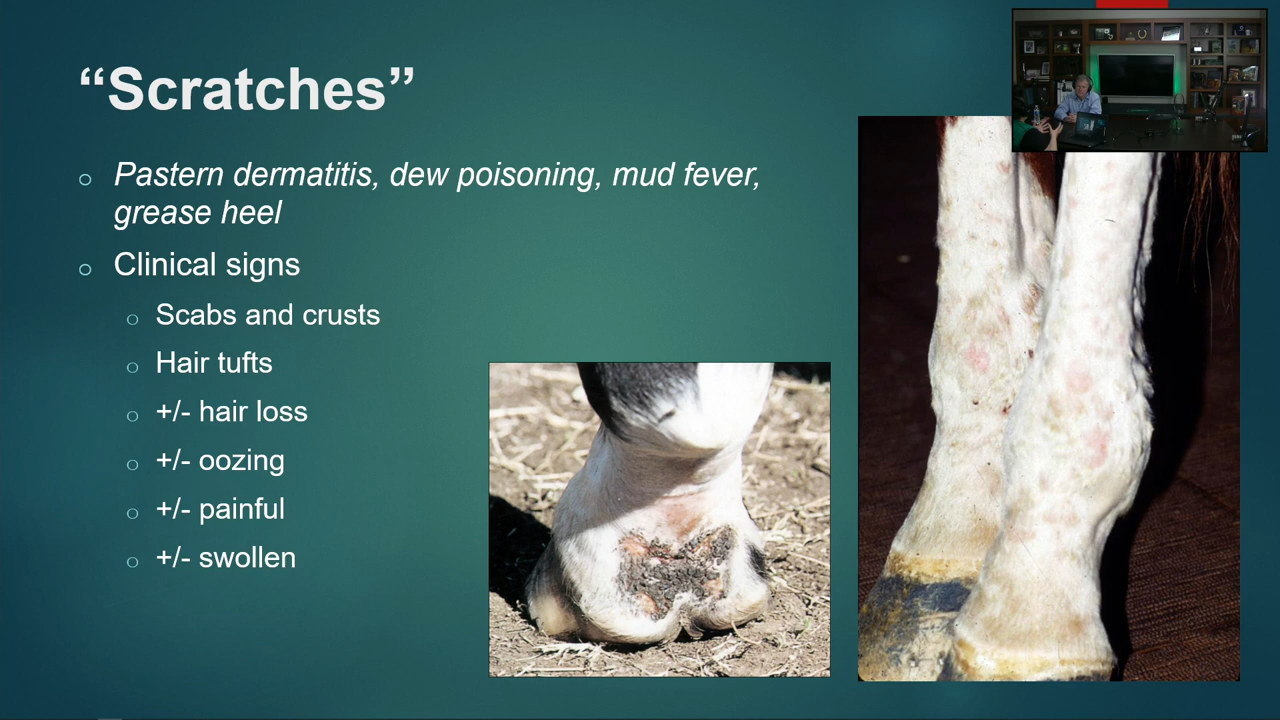 “Scratches”
Pastern dermatitis, dew poisoning, mud fever,
grease heel
Clinical signs
Scabs and crusts
Hair tufts
+/- hair loss
+/- oozing
+/- painful
+/- swollen